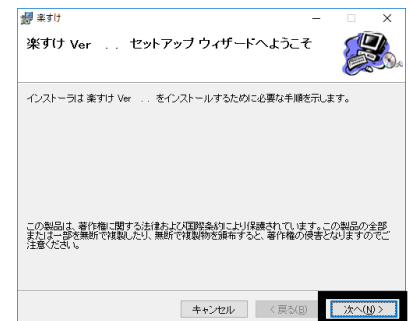 楽すけ
楽すけ Ver　. . セットアップ ウィザードへようこそ
インストーラは 楽すけ Ver　. . をインストールするために必要な手順を示します。
この製品は、著作権に関する法律および国際条約により保護されています。この製品の全部
または一部を無断で複製したり、無断で複製物を頒布すると、著作権の侵害となりますのでご
注意ください。
キャンセル
< 戻る(B)
次へ(N) >